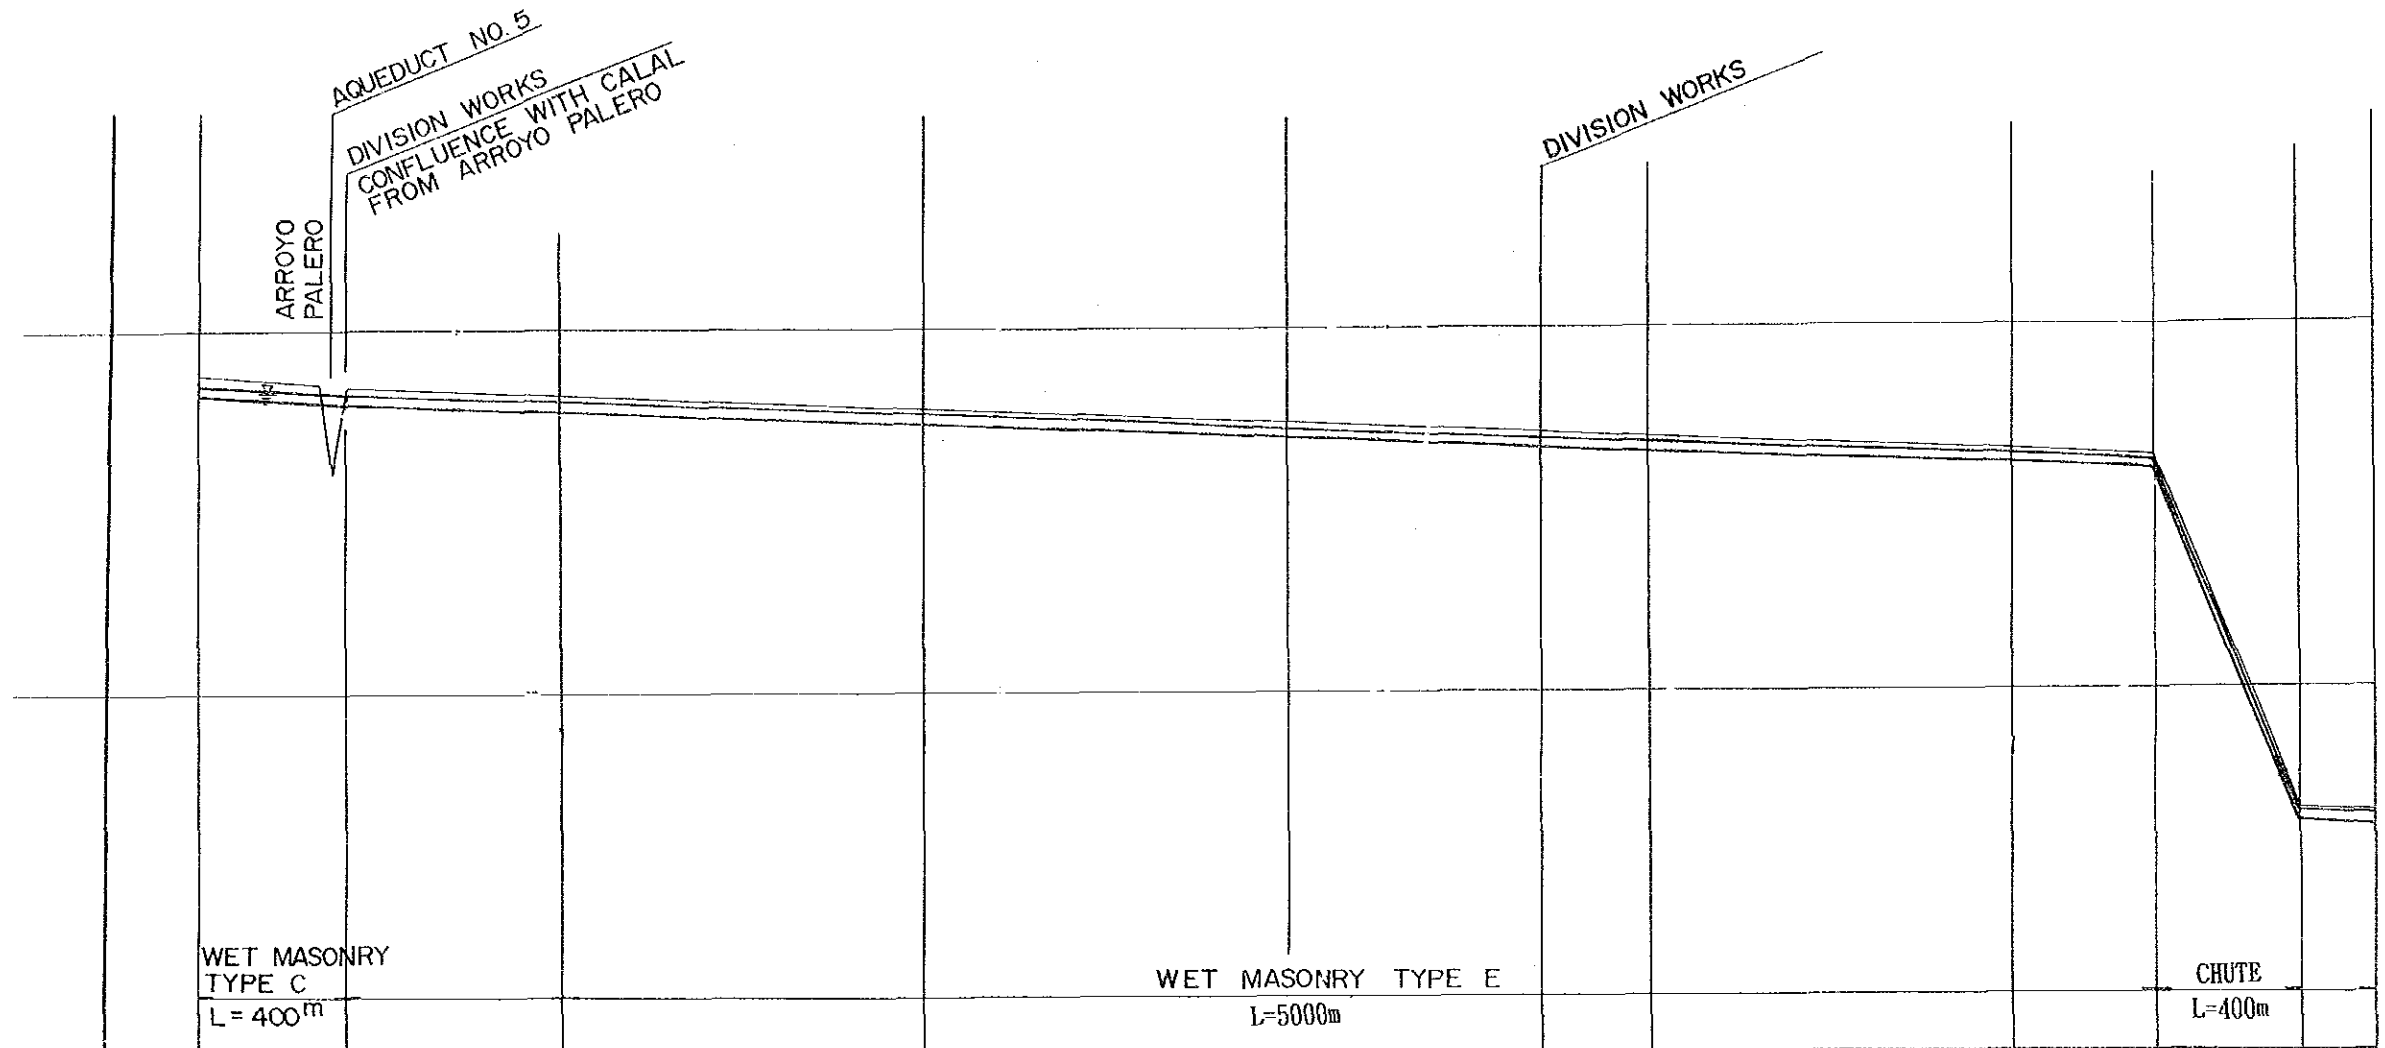 AQUEDUCT NO. 5
DIVISION WORKS
CONFLUENCE WITH CALAL
FROM ARROYO PALERO
ARROYO
PALERO
DIVISION WORKS
WET MASONRY
TYPE C
L = 400m
WET MASONRY TYPE E
L=5000m
CHUTE
L=400m